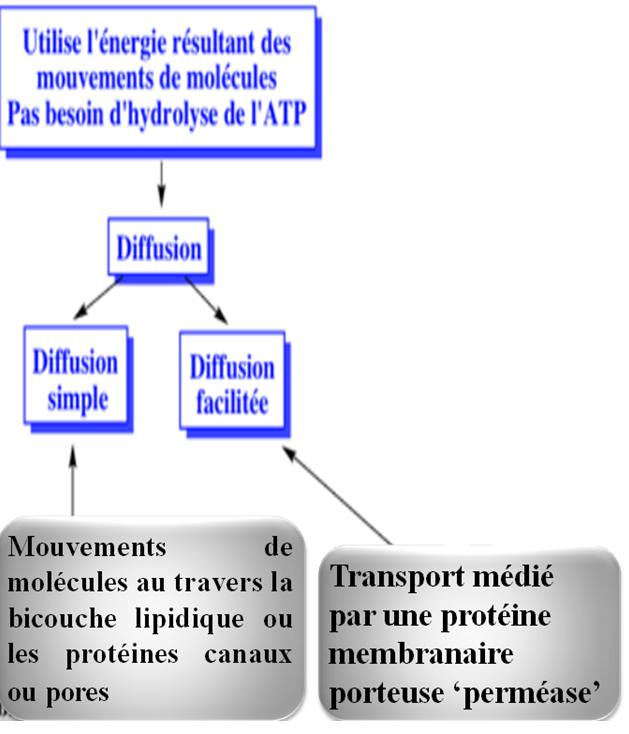 Utilise l'énergie résultant des
mouvements de molécules
Pas besoin d'hydrolyse de l'ATP
Diffusion
Diffusion
simple
Diffusion
facilitée
Mouvements de
molécules au travers la
bicouche lipidique ou
les protéines canaux
ou pores
Transport médié
par une protéine
membranaire
porteuse ‘perméase’